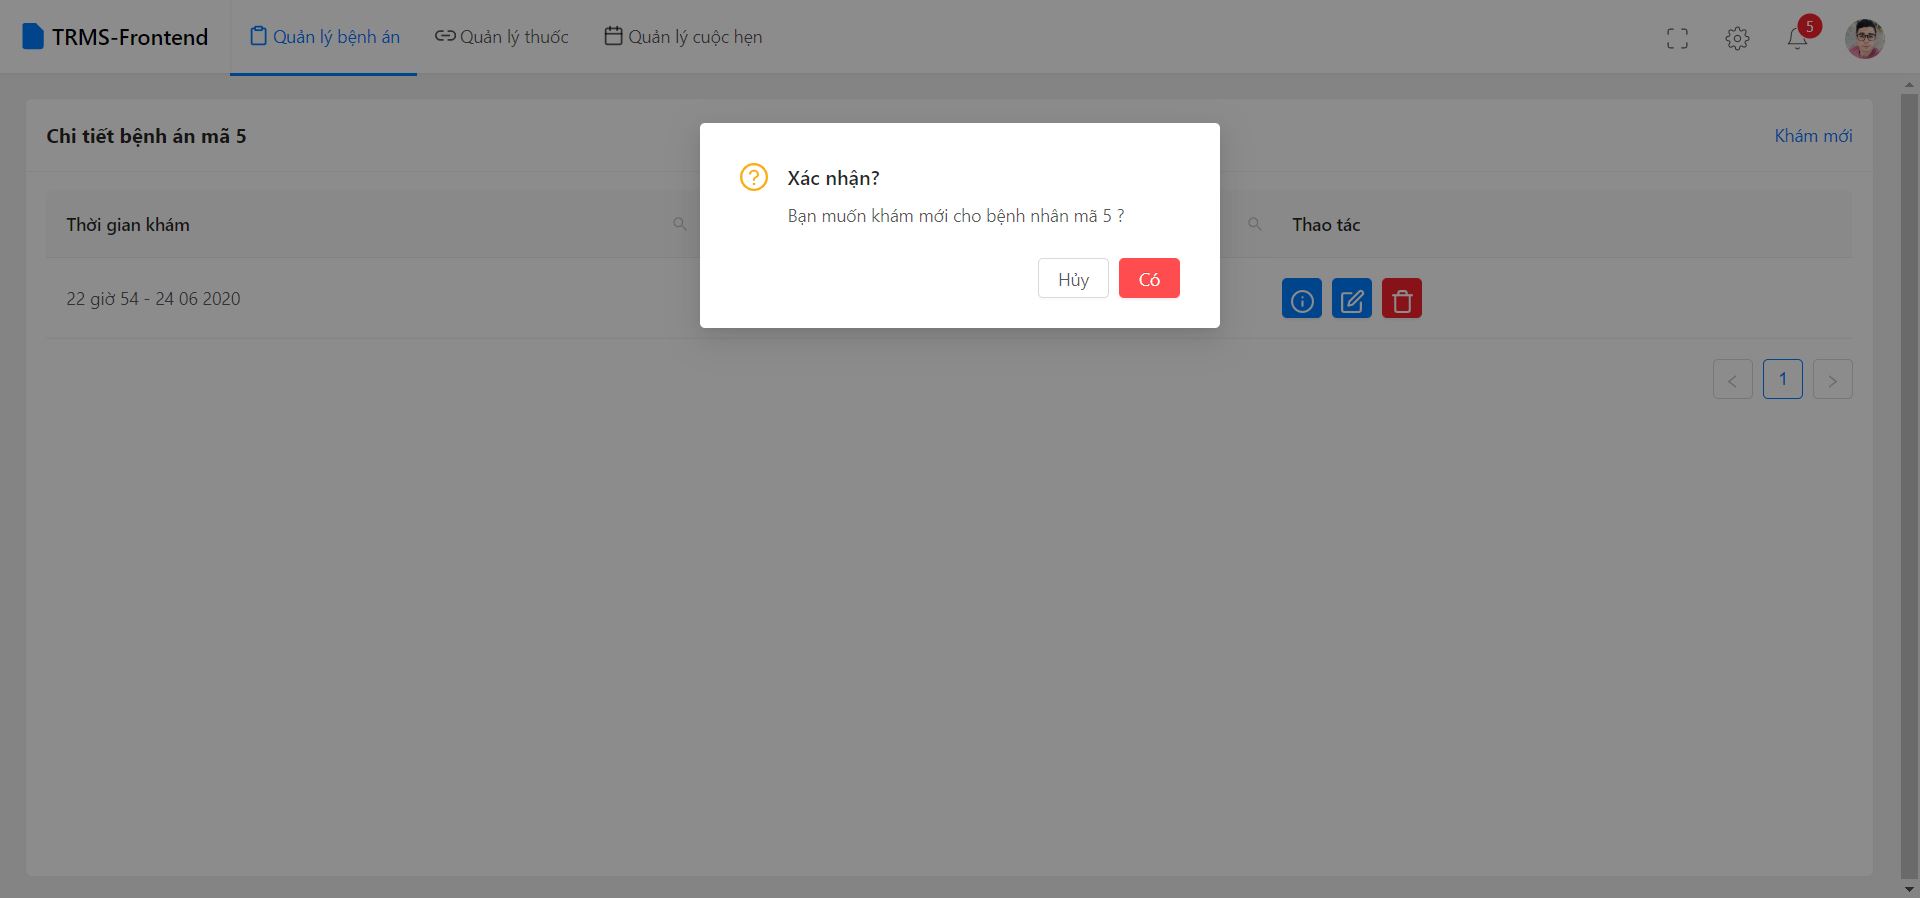 TRMS-Frontend
Quản lý bệnh án
Quản lý thuốc
Quản lý cuộc hẹn
5
Chi tiết bệnh án mã 5
Khám mới
Xác nhận?
Bạn muốn khám mới cho bệnh nhân mã 5 ?
Hủy
Có
Thời gian khám
Thao tác
22 giờ 54 - 24 06 2020
< 1 >